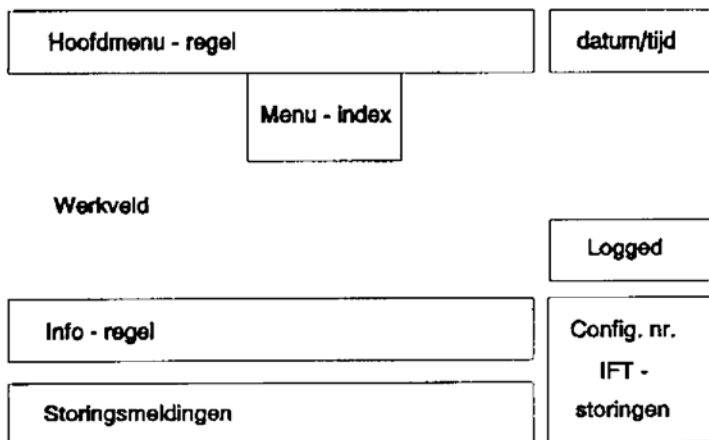 Hoofdmenu - regel
datum/tijd
Menu - index
Werkveld
Logged
Info - regel
Config. nr.
IFT -
storingen
Storingsmeldingen